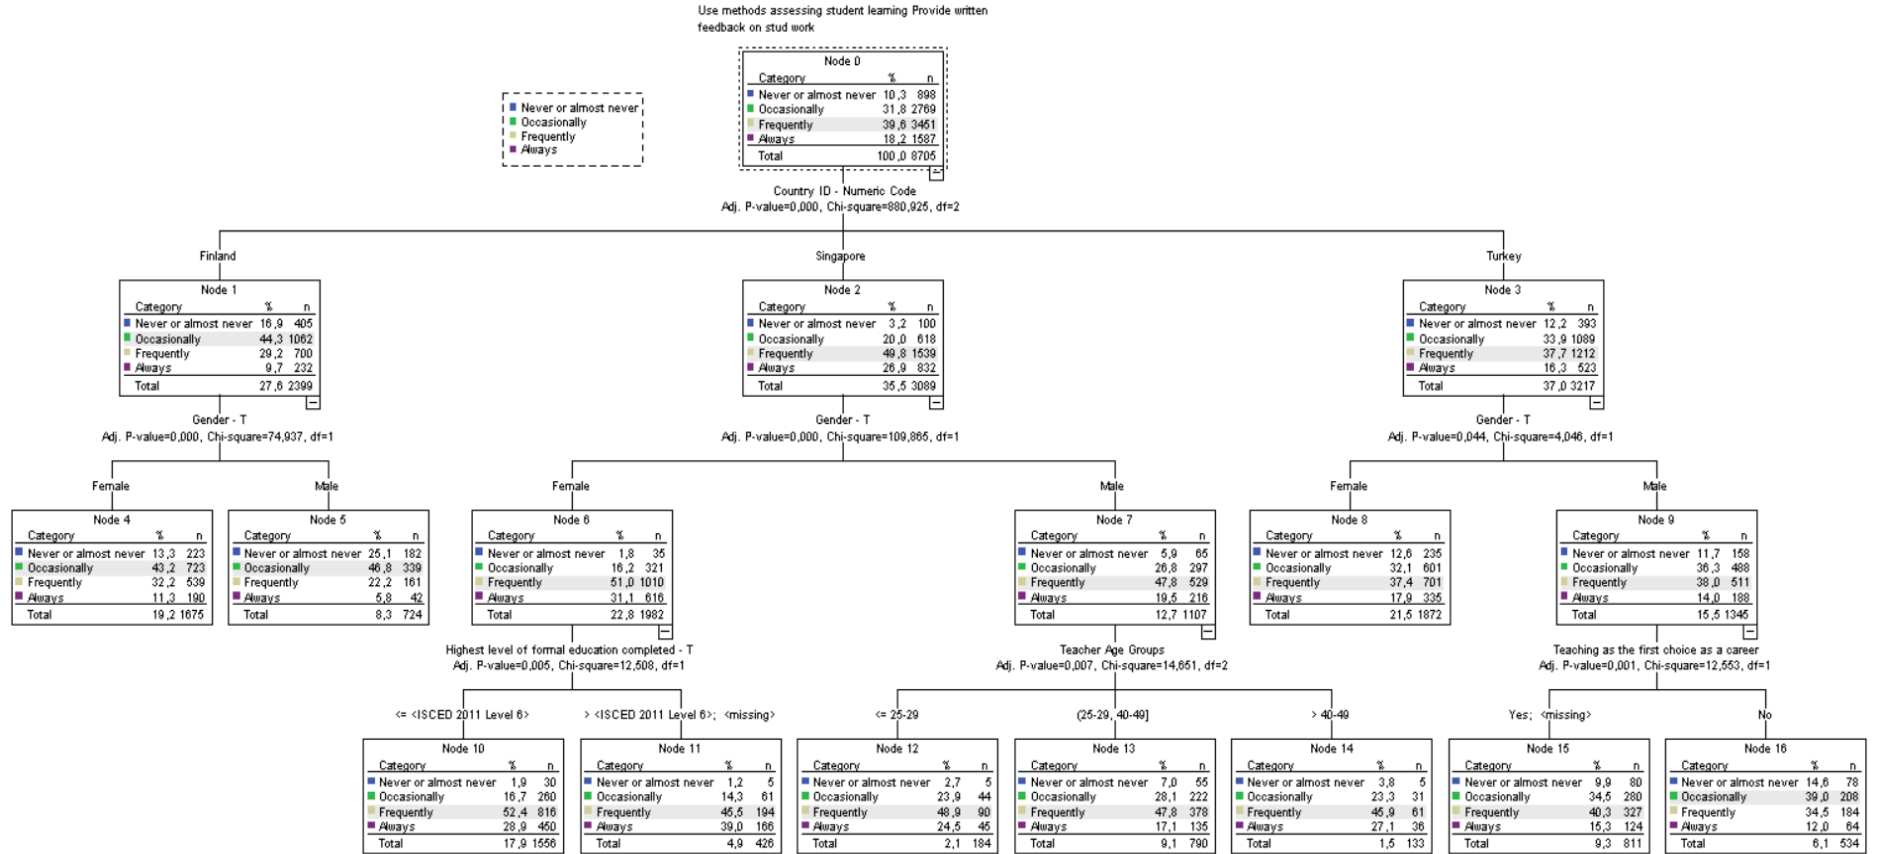 Use methods assessing student learning Provide written
feedback on stud work
Node 0
Category % n
Never or almost never 10,3 898
Occasionally 31,8 2769
Frequently 39,6 3451
Always 18,2 1587
Total 100,0 8705
Never or almost never
Occasionally
Frequently
Always
Country ID - Numeric Code
Adj. P-value=0,000, Chi-square=880,925, df=2
Finland
Singapore
Turkey
Node 1
Category % n
Never or almost never 16,9 405
Occasionally 44,3 1062
Frequently 29,2 700
Always 9,7 232
Total 27,6 2399
Node 2
Category % n
Never or almost never 3,2 100
Occasionally 20,0 618
Frequently 49,8 1539
Always 26,9 832
Total 35,5 3089
Node 3
Category % n
Never or almost never 12,2 393
Occasionally 33,9 1089
Frequently 37,7 1212
Always 16,3 523
Total 37,0 3217
Gender - T
Adj. P-value=0,000, Chi-square=74,937, df=1
Gender - T
Adj. P-value=0,000, Chi-square=109,865, df=1
Gender - T
Adj. P-value=0,044, Chi-square=4,046, df=1
Female
Male
Female
Male
Female
Male
Node 4
Category % n
Never or almost never 13,3 223
Occasionally 43,2 723
Frequently 32,2 539
Always 11,3 190
Total 19,2 1675
Node 5
Category % n
Never or almost never 25,1 182
Occasionally 46,8 339
Frequently 22,2 161
Always 5,8 42
Total 8,3 724
Node 6
Category % n
Never or almost never 1,8 35
Occasionally 16,2 321
Frequently 51,0 1010
Always 31,1 616
Total 22,8 1982
Node 7
Category % n
Never or almost never 5,9 65
Occasionally 26,8 297
Frequently 47,8 529
Always 19,5 216
Total 12,7 1107
Node 8
Category % n
Never or almost never 12,6 235
Occasionally 32,1 601
Frequently 37,4 701
Always 17,9 335
Total 21,5 1872
Node 9
Category % n
Never or almost never 11,7 158
Occasionally 36,3 488
Frequently 38,0 511
Always 14,0 188
Total 15,5 1345
Highest level of formal education completed - T
Adj. P-value=0,005, Chi-square=12,508, df=1
Teacher Age Groups
Adj. P-value=0,007, Chi-square=14,651, df=2
Teaching as the first choice as a career
Adj. P-value=0,001, Chi-square=12,553, df=1
<= <ISCED 2011 Level 6>
> <ISCED 2011 Level 6>; <missing>
<= 25-29
(25-29, 40-49]
> 40-49
Yes; <missing>
No
Node 10
Category % n
Never or almost never 1,9 30
Occasionally 16,7 260
Frequently 52,4 816
Always 28,9 450
Total 17,9 1556
Node 11
Category % n
Never or almost never 1,2 5
Occasionally 14,3 61
Frequently 45,5 194
Always 39,0 166
Total 4,9 426
Node 12
Category % n
Never or almost never 2,7 5
Occasionally 23,9 44
Frequently 48,9 90
Always 24,5 45
Total 2,1 184
Node 13
Category % n
Never or almost never 7,0 55
Occasionally 28,1 222
Frequently 47,8 378
Always 17,1 135
Total 9,1 790
Node 14
Category % n
Never or almost never 3,8 5
Occasionally 23,3 31
Frequently 45,9 61
Always 27,1 36
Total 1,5 133
Node 15
Category % n
Never or almost never 9,9 80
Occasionally 34,5 280
Frequently 40,3 327
Always 15,3 124
Total 9,3 811
Node 16
Category % n
Never or almost never 14,6 78
Occasionally 39,0 208
Frequently 34,5 184
Always 12,0 64
Total 6,1 534